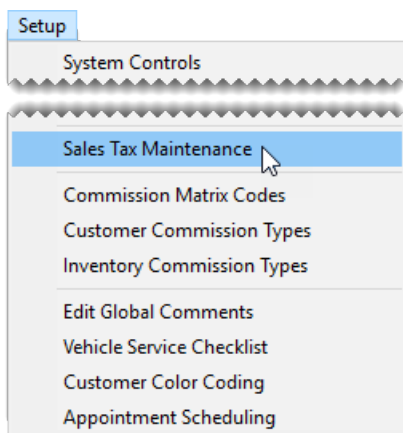 Setup
System Controls
Sales Tax Maintenance
Commission Matrix Codes
Customer Commission Types
Inventory Commission Types
Edit Global Comments
Vehicle Service Checklist
Customer Color Coding
Appointment Scheduling